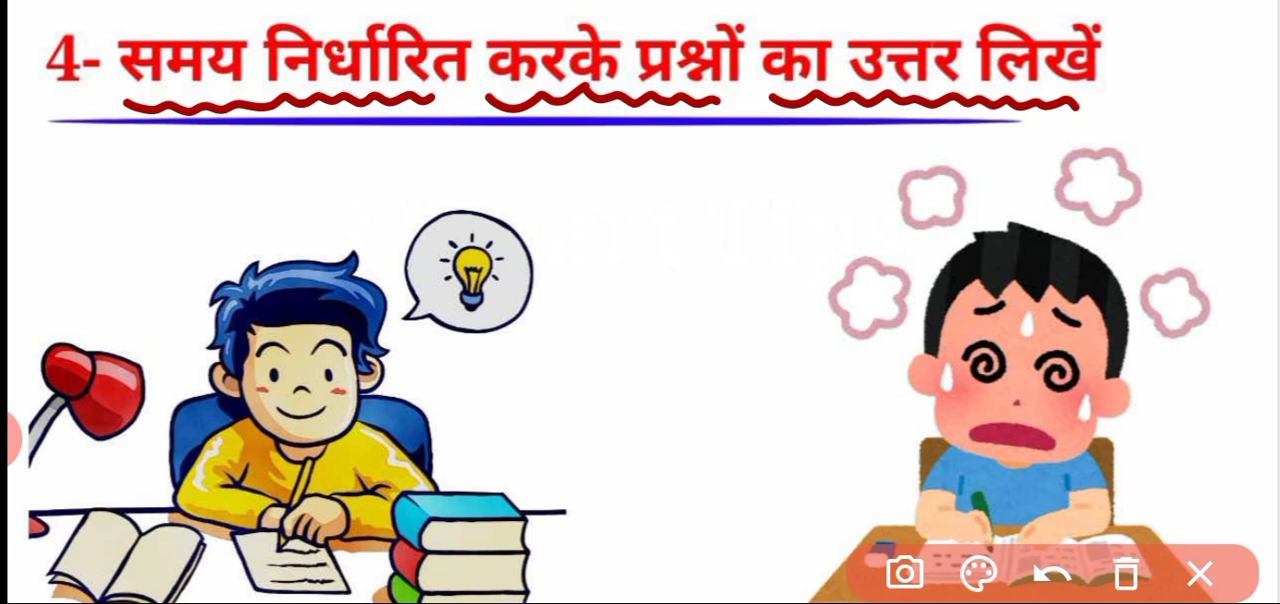 4- समय निर्धारित करके प्रश्नों का उत्तर लिखें